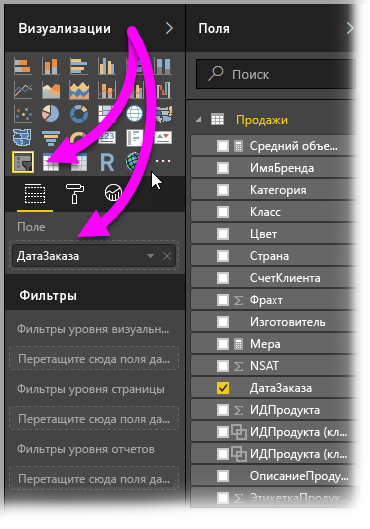 Визуализации
123
R
Поле
ДатаЗаказа
Фильтры
Фильтры уровня визуальн...
Перетащите сюда поля да...
Фильтры уровня страницы
Перетащите сюда поля да...
Фильтры уровня отчетов
Перетащите сюда поля да...
Поля
Поиск
Продажи
Средний объе...
ИмяБренда
Категория
Класс
Цвет
Страна
СчетКлиента
Фрахт
Изготовитель
Мера
NSAT
ДатаЗаказа
ИДПродукта
ИДПродукта (кл...
ИДПродукта (кл...
ОписаниеПроду...
ЭтикеткаПродук...